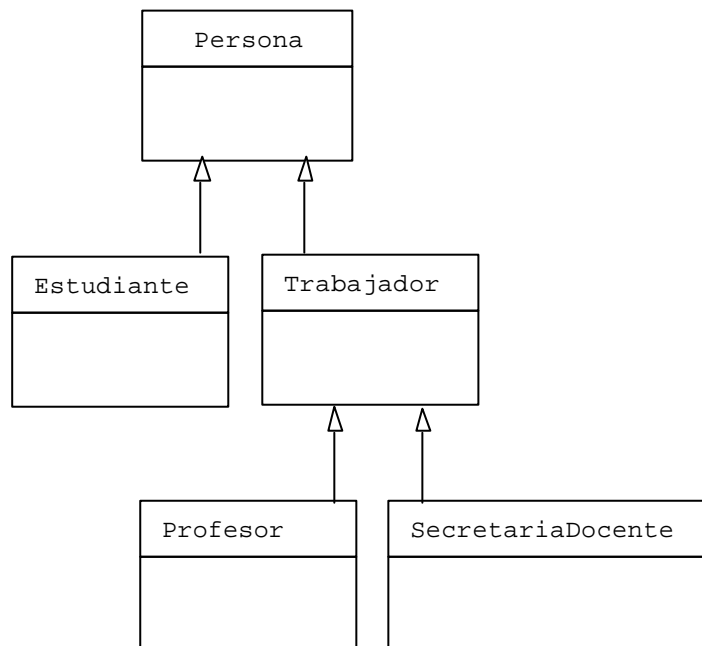 Persona
Estudiante
Trabajador
Profesor
SecretariaDocente